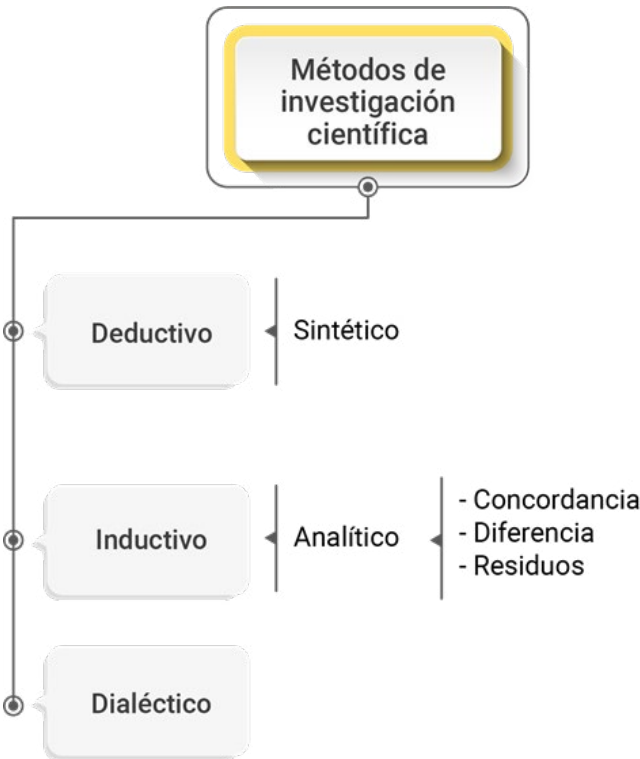 Métodos de
investigación
científica
Deductivo
Sintético
Inductivo
Analítico
- Concordancia
- Diferencia
- Residuos
Dialéctico